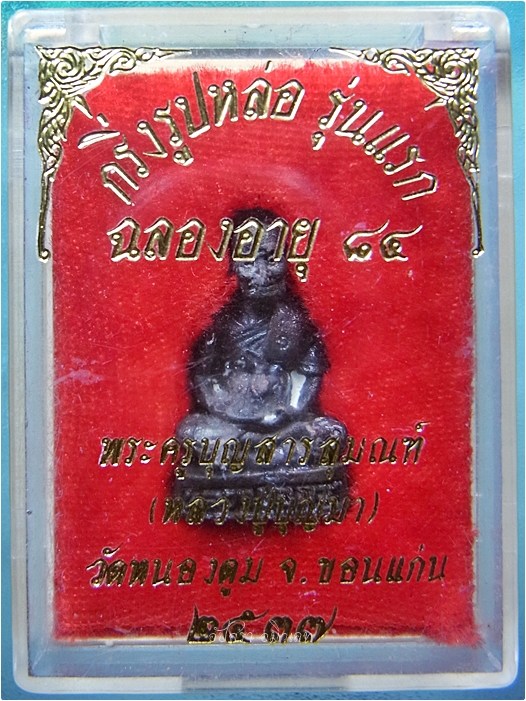 กริ่งรูปหล่อ รุ่นแรก
ฉลองอายุ ๘๔
พระครูบุญสารสุมณฑ์
(หลวงปู่บุญมา)
วัดหนองตูม จ.ขอนแก่น
๒๕๓๗